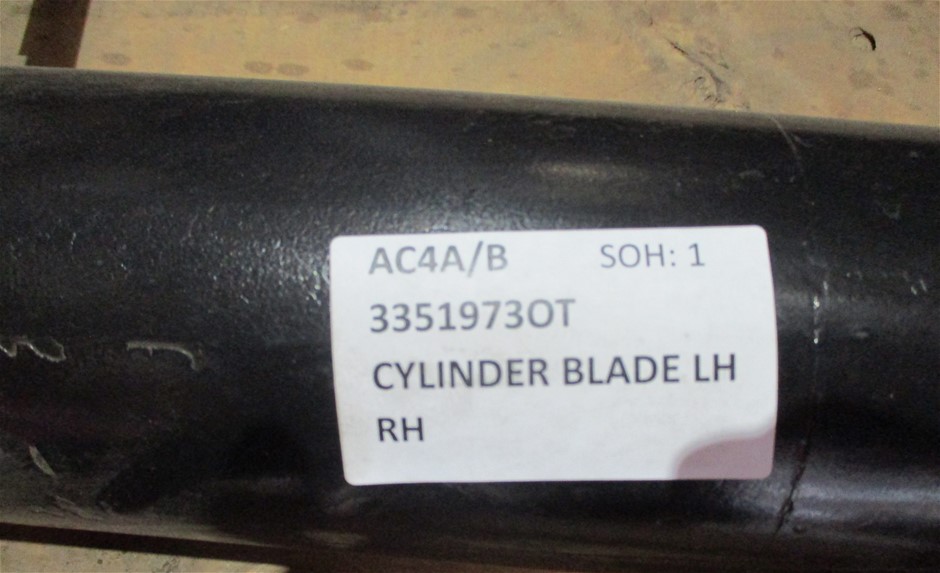 AC4A/B SOH: 1
3351973OT
CYLINDER BLADE LH
RH